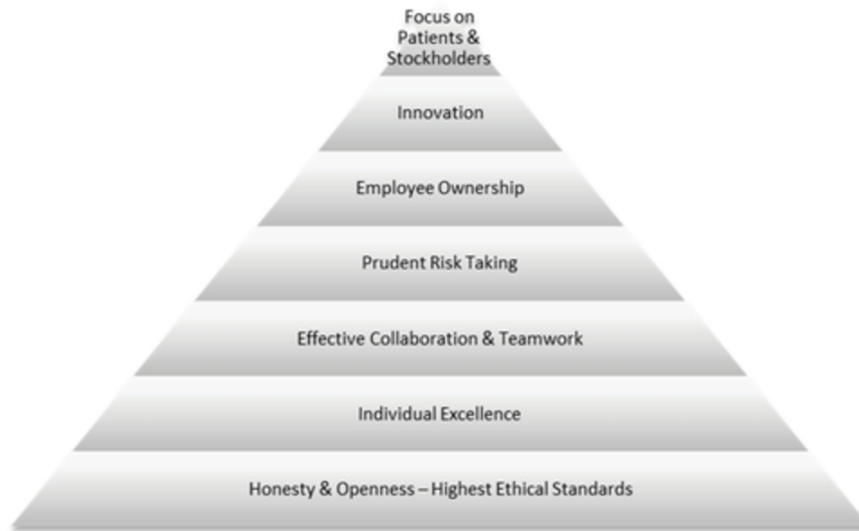 Focus on
Patients &
Stockholders
Innovation
Employee Ownership
Prudent Risk Taking
Effective Collaboration & Teamwork
Individual Excellence
Honesty & Openness – Highest Ethical Standards